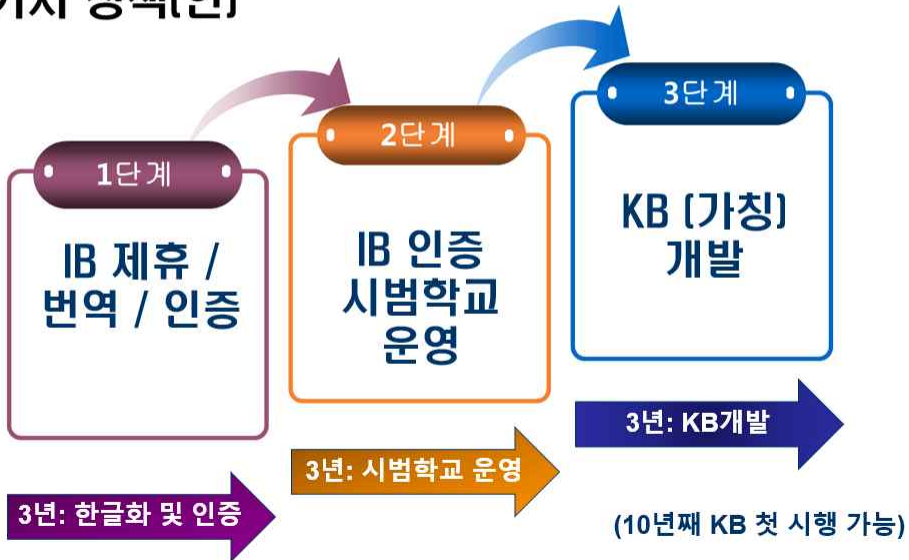 정책(안)
1단계
IB 제휴 /
번역 / 인증
3년: 한글화 및 인증
2단계
IB 인증
시범학교
운영
3년: 시범학교 운영
3단계
KB (가칭)
개발
3년: KB개발
(10년째 KB 첫 시행 가능)